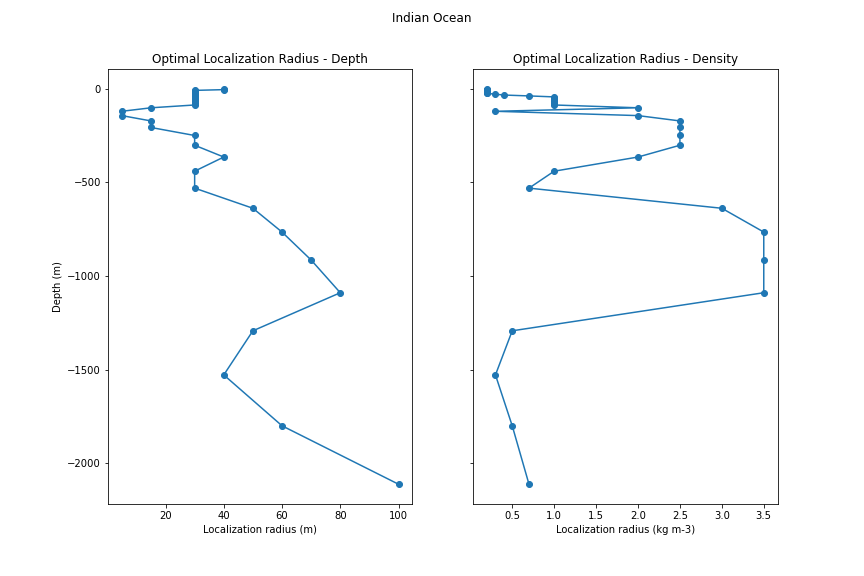 Indian Ocean
Optimal Localization Radius - Depth
Optimal Localization Radius - Density
0
−500
−1000
−1500
−2000
Depth (m)
20 40 60 80 100
0.5 1.0 1.5 2.0 2.5 3.0 3.5
Localization radius (m)
Localization radius (kg m-3)